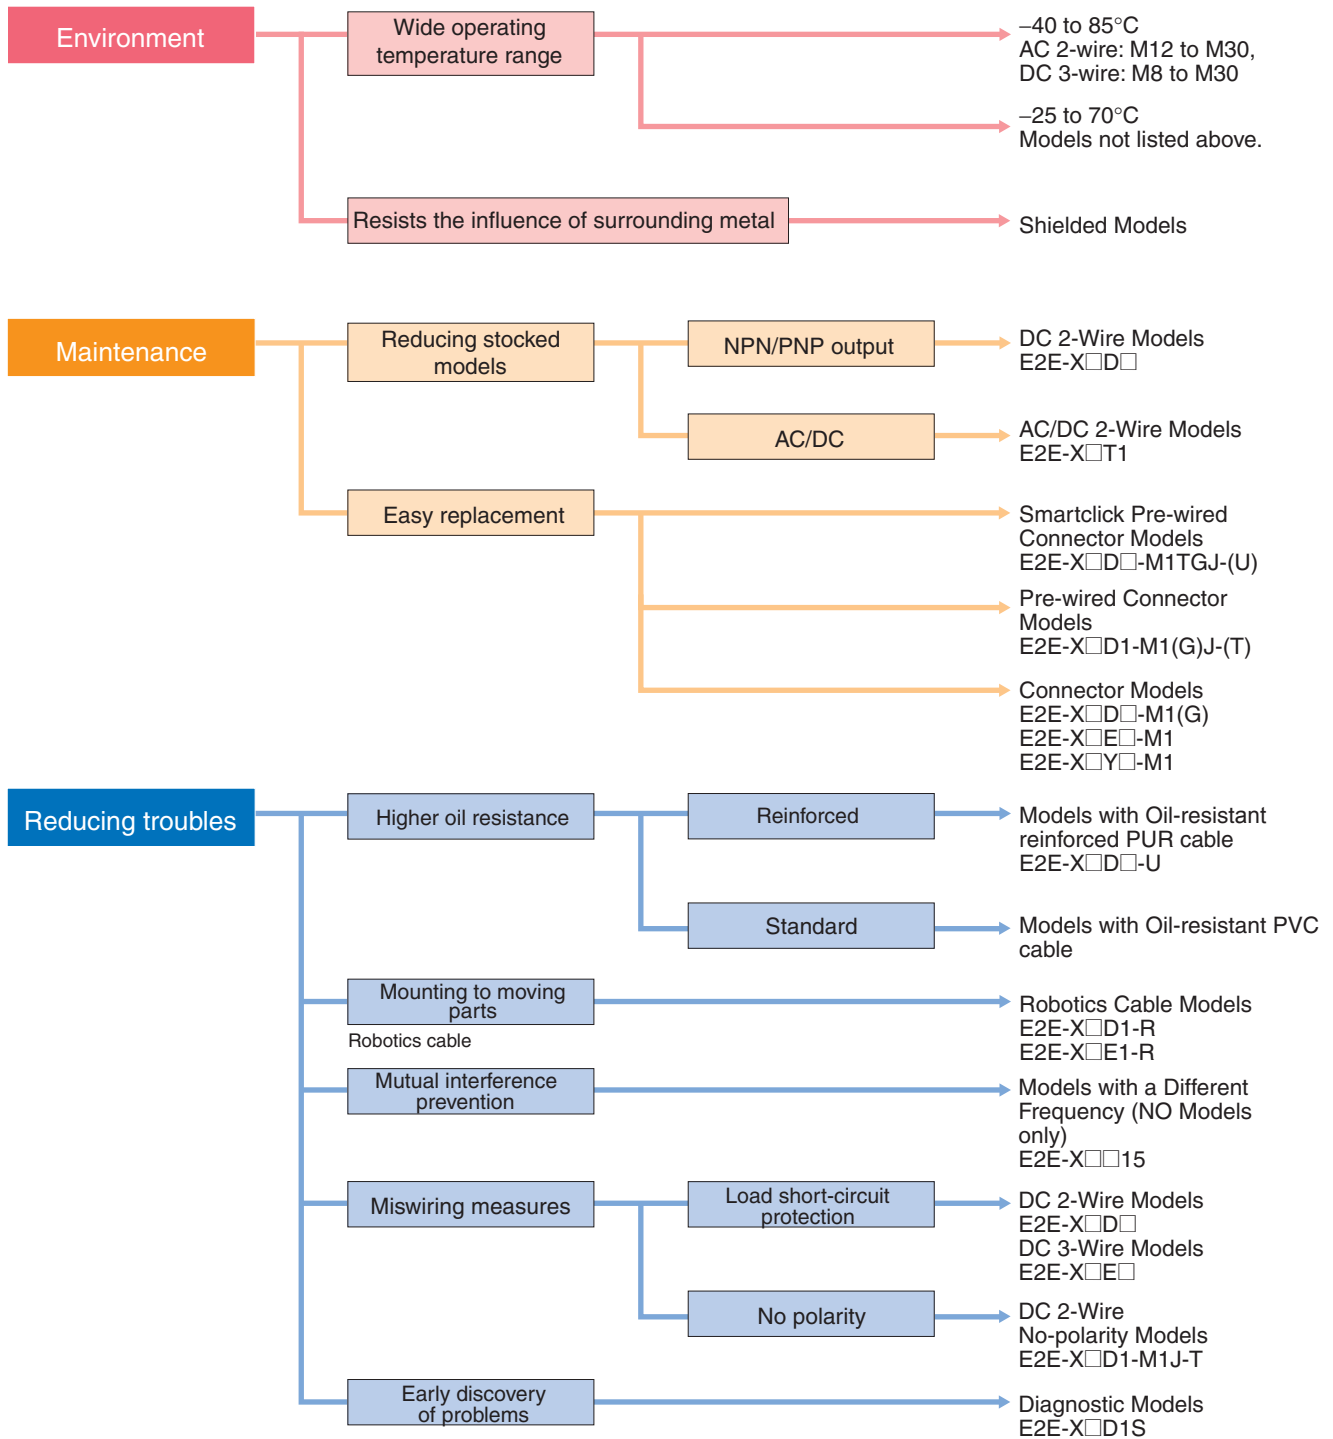 Environment
Wide operating
temperature range
–40 to 85°C
AC 2-wire: M12 to M30,
DC 3-wire: M8 to M30
–25 to 70°C
Models not listed above.
Resists the influence of surrounding metal
Shielded Models
Maintenance
Reducing stocked
models
NPN/PNP output
DC 2-Wire Models
E2E-X□D□
AC/DC
AC/DC 2-Wire Models
E2E-X□T1
Easy replacement
Smartclick Pre-wired
Connector Models
E2E-X□D□-M1TGJ-(U)
Pre-wired Connector
Models
E2E-X□D1-M1(G)J-(T)
Connector Models
E2E-X□D□-M1(G)
E2E-X□E□-M1
E2E-X□Y□-M1
Reducing troubles
Higher oil resistance
Reinforced
Models with Oil-resistant
reinforced PUR cable
E2E-X□D□-U
Standard
Models with Oil-resistant PVC
cable
Mounting to moving
parts
Robotics cable
Robotics Cable Models
E2E-X□D1-R
E2E-X□E1-R
Mutual interference
prevention
Models with a Different
Frequency (NO Models
only)
E2E-X□□15
Miswiring measures
Load short-circuit
protection
DC 2-Wire Models
E2E-X□D□
DC 3-Wire Models
E2E-X□E□
No polarity
DC 2-Wire
No-polarity Models
E2E-X□D1-M1J-T
Early discovery
of problems
Diagnostic Models
E2E-X□D1S